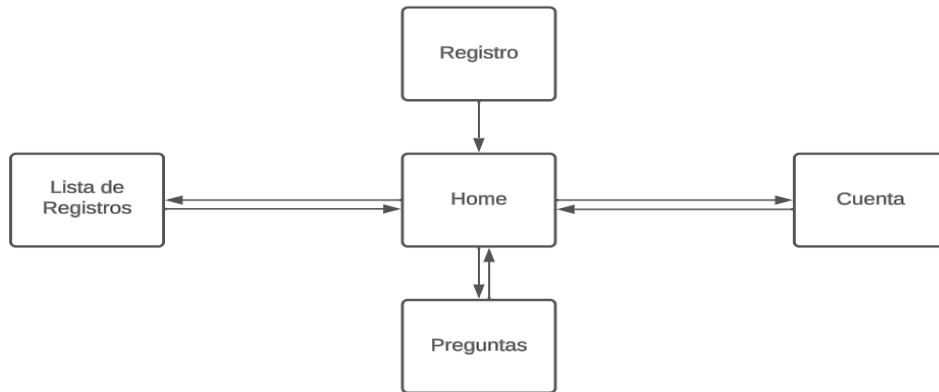 Registro
Lista de
Registros
Home
Cuenta
Preguntas